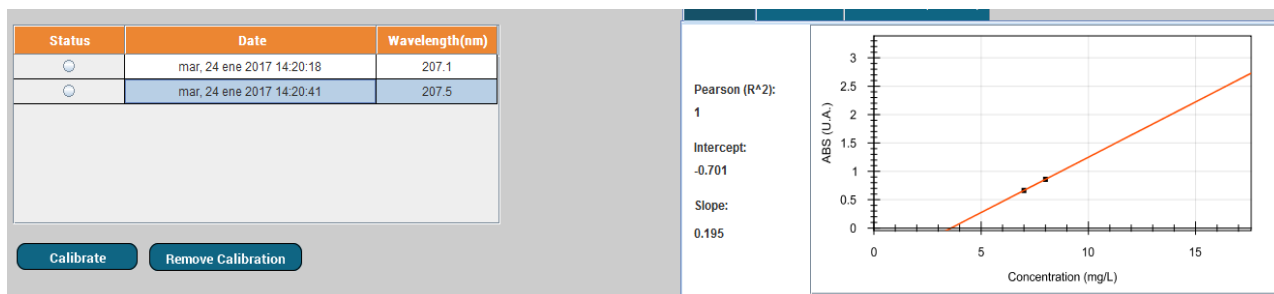 Status Date Wavelength(nm)
mar, 24 ene 2017 14:20:18 207.1
mar, 24 ene 2017 14:20:41 207.5
Calibrate Remove Calibration
Pearson (R^2):
1
Intercept:
-0.701
Slope:
0.195
ABS (U.A.)
3
2.5
2
1.5
1
0.5
0
0 5 10 15
Concentration (mg/L)